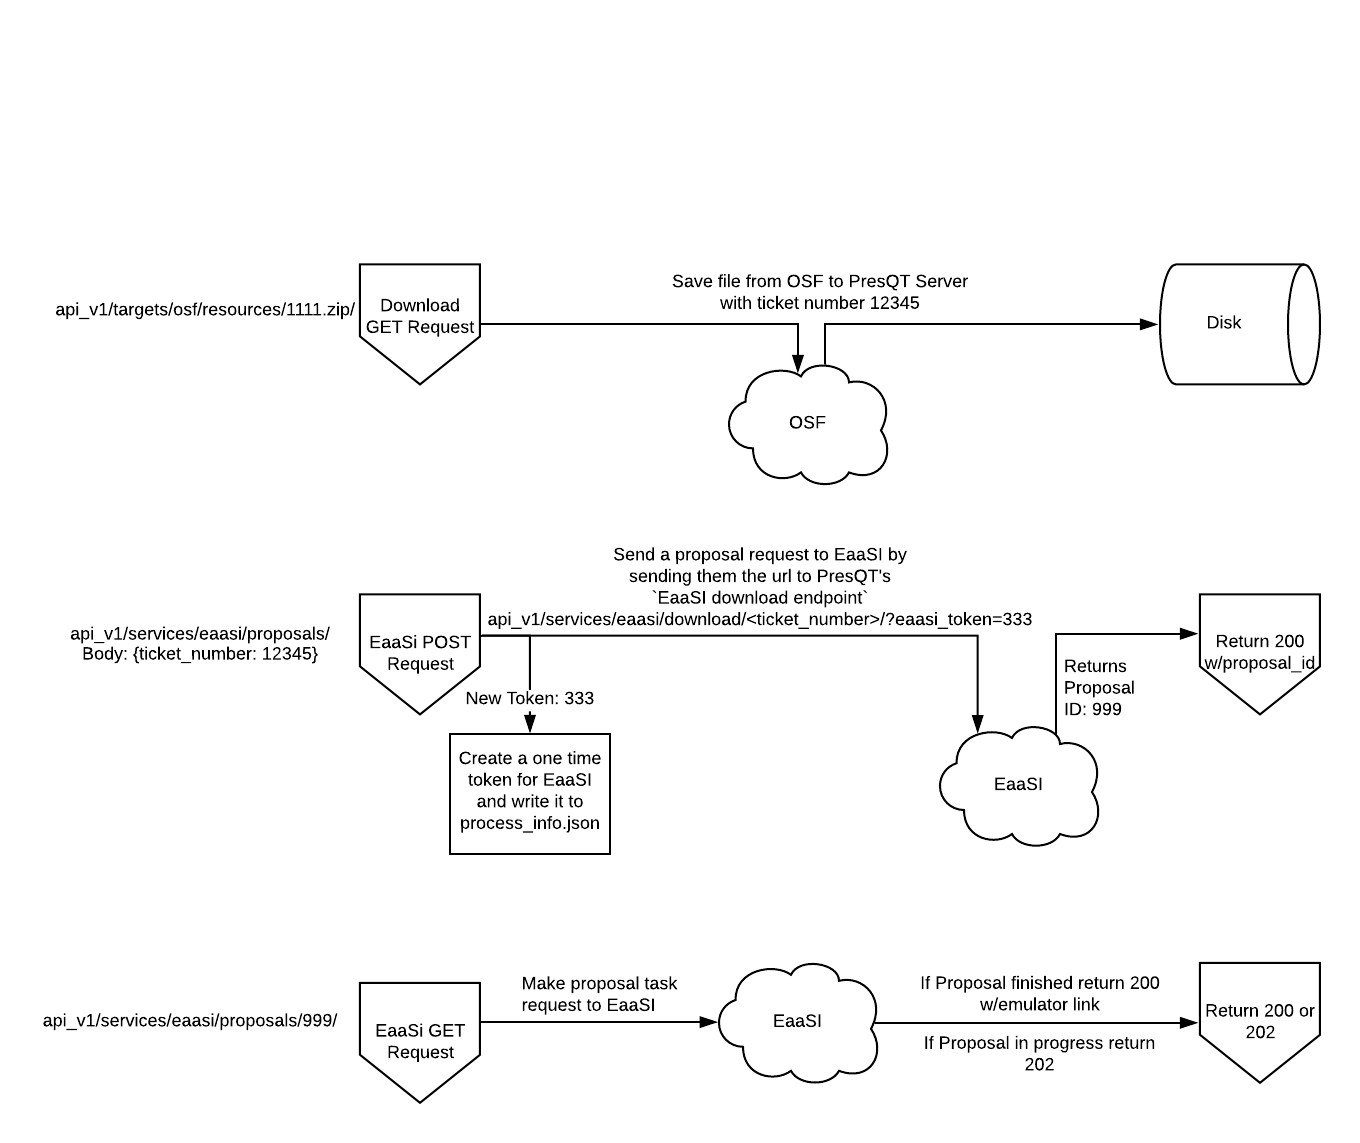 api_v1/targets/osf/resources/1111.zip/
Download
GET Request
Save file from OSF to PresQT Server
with ticket number 12345
OSF
Disk
api_v1/services/eaasi/proposals/
Body: {ticket_number: 12345}
EaaSi POST
Request
Send a proposal request to EaaSI by
sending them the url to PresQT's
`EaaSI download endpoint`
api_v1/services/eaasi/download/<ticket_number>/?eaasi_token=333
New Token: 333
Create a one time
token for EaaSI
and write it to
process_info.json
EaaSI
Returns
Proposal
ID: 999
Return 200
w/proposal_id
api_v1/services/eaasi/proposals/999/
EaaSi GET
Request
Make proposal task
request to EaaSI
EaaSI
If Proposal finished return 200
w/emulator link
If Proposal in progress return
202
Return 200 or
202